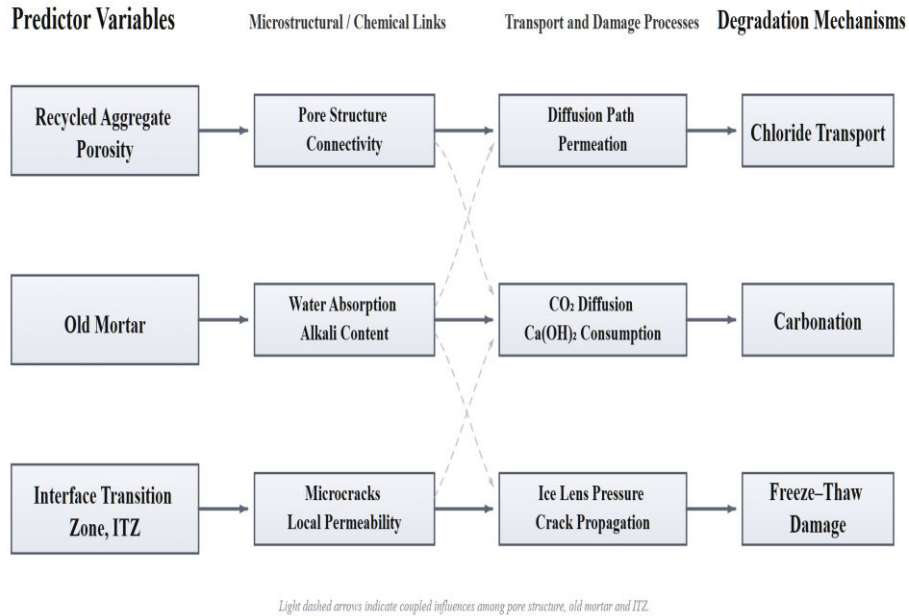 Predictor Variables
Microstructural / Chemical Links
Transport and Damage Processes
Degradation Mechanisms
Recycled Aggregate
Porosity
Pore Structure
Connectivity
Diffusion Path
Permeation
Chloride Transport
Old Mortar
Water Absorption
Alkali Content
CO₂ Diffusion
Ca(OH)₂ Consumption
Carbonation
Interface Transition
Zone, ITZ
Microcracks
Local Permeability
Ice Lens Pressure
Crack Propagation
Freeze–Thaw
Damage
Light dashed arrows indicate coupled influences among pore structure, old mortar and ITZ